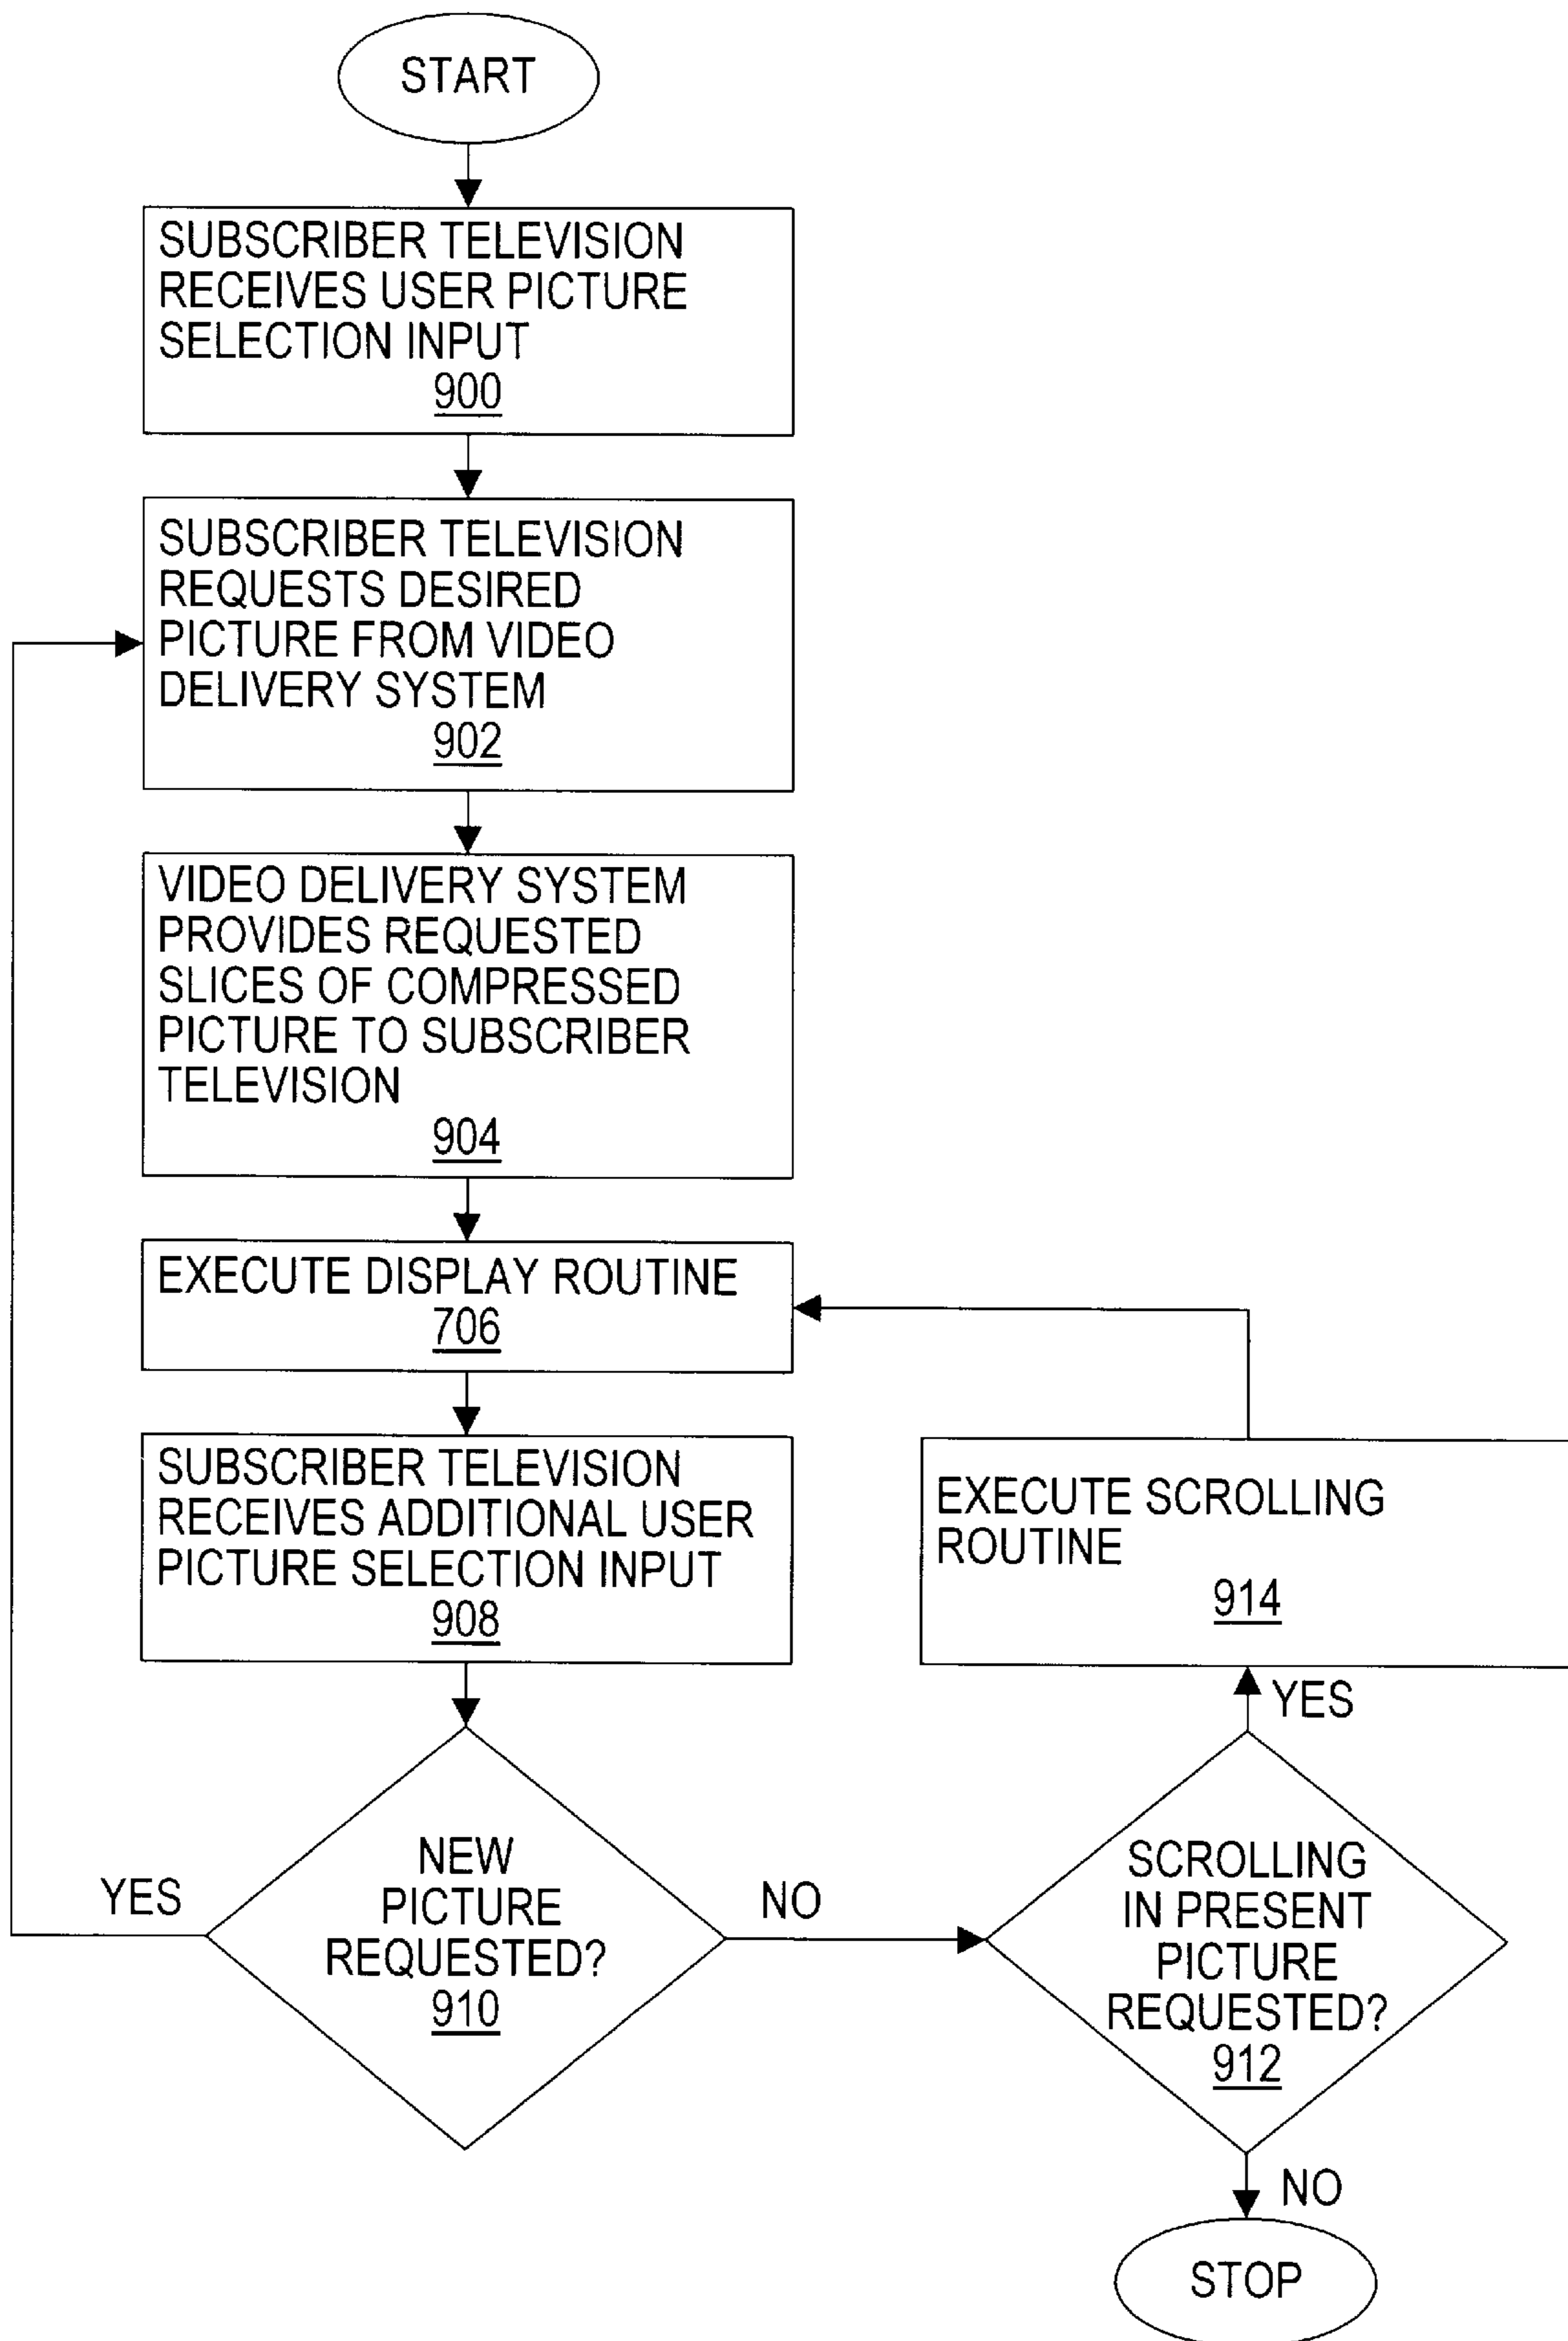 START
SUBSCRIBER TELEVISION
RECEIVES USER PICTURE
SELECTION INPUT
900
SUBSCRIBER TELEVISION
REQUESTS DESIRED
PICTURE FROM VIDEO
DELIVERY SYSTEM
902
VIDEO DELIVERY SYSTEM
PROVIDES REQUESTED
SLICES OF COMPRESSED
PICTURE TO SUBSCRIBER
TELEVISION
904
EXECUTE DISPLAY ROUTINE
706
SUBSCRIBER TELEVISION
RECEIVES ADDITIONAL USER
PICTURE SELECTION INPUT
908
EXECUTE SCROLLING
ROUTINE
914
YES
NEW
PICTURE
REQUESTED?
910
YES
NO
SCROLLING
IN PRESENT
PICTURE
REQUESTED?
912
NO
STOP